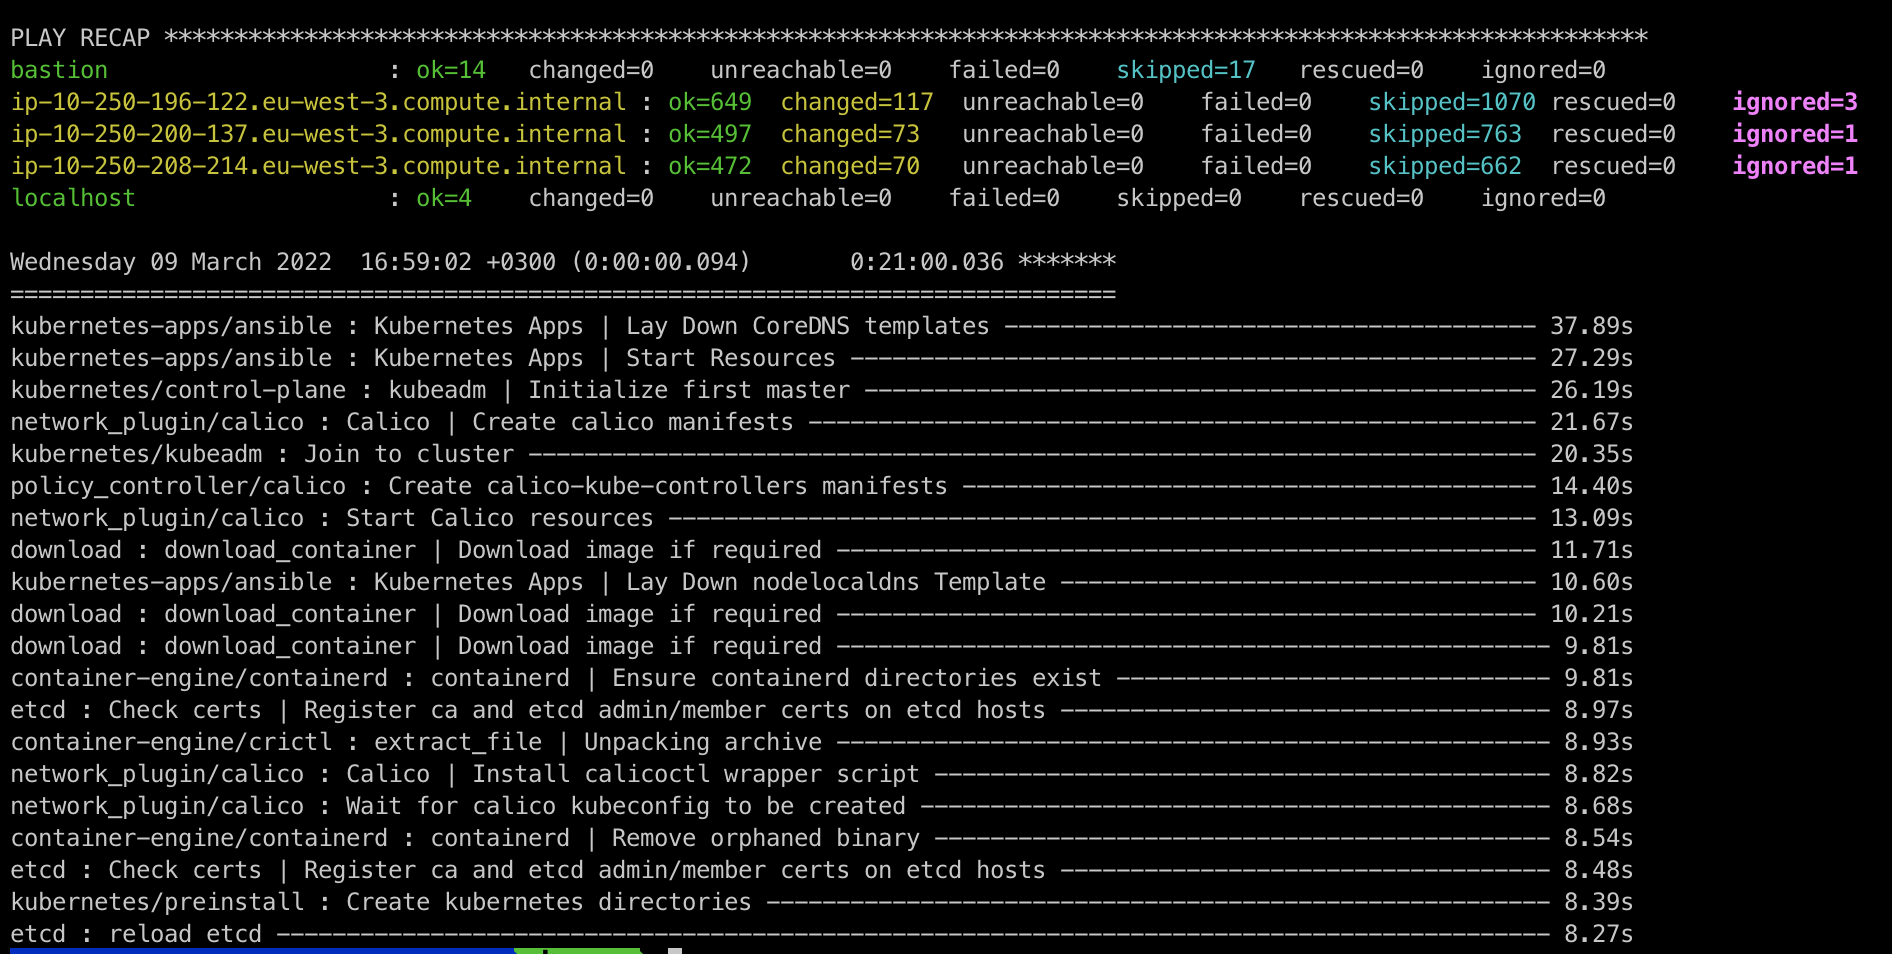 PLAY RECAP **********************************************************************************************************
bastion : ok=14 changed=0 unreachable=0 failed=0 skipped=17 rescued=0 ignored=0
ip-10-250-196-122.eu-west-3.compute.internal : ok=649 changed=117 unreachable=0 failed=0 skipped=1070 rescued=0 ignored=3
ip-10-250-200-137.eu-west-3.compute.internal : ok=497 changed=73 unreachable=0 failed=0 skipped=763 rescued=0 ignored=1
ip-10-250-208-214.eu-west-3.compute.internal : ok=472 changed=70 unreachable=0 failed=0 skipped=662 rescued=0 ignored=1
localhost : ok=4 changed=0 unreachable=0 failed=0 skipped=0 rescued=0 ignored=0
Wednesday 09 March 2022 16:59:02 +0300 (0:00:00.094) 0:21:00.036 *******
===============================================================================
kubernetes-apps/ansible : Kubernetes Apps | Lay Down CoreDNS templates -------------------------------------- 37.89s
kubernetes-apps/ansible : Kubernetes Apps | Start Resources ------------------------------------------------- 27.29s
kubernetes/control-plane : kubeadm | Initialize first master ------------------------------------------------ 26.19s
network_plugin/calico : Calico | Create calico manifests ---------------------------------------------------- 21.67s
kubernetes/kubeadm : Join to cluster ------------------------------------------------------------------------ 20.35s
policy_controller/calico : Create calico-kube-controllers manifests ----------------------------------------- 14.40s
network_plugin/calico : Start Calico resources -------------------------------------------------------------- 13.09s
download : download_container | Download image if required -------------------------------------------------- 11.71s
kubernetes-apps/ansible : Kubernetes Apps | Lay Down nodelocaldns Template ---------------------------------- 10.60s
download : download_container | Download image if required -------------------------------------------------- 10.21s
download : download_container | Download image if required --------------------------------------------------- 9.81s
container-engine/containerd : containerd | Ensure containerd directories exist ------------------------------- 9.81s
etcd : Check certs | Register ca and etcd admin/member certs on etcd hosts ----------------------------------- 8.97s
container-engine/crictl : extract_file | Unpacking archive --------------------------------------------------- 8.93s
network_plugin/calico : Calico | Install calicoctl wrapper script -------------------------------------------- 8.82s
network_plugin/calico : Wait for calico kubeconfig to be created --------------------------------------------- 8.68s
container-engine/containerd : containerd | Remove orphaned binary -------------------------------------------- 8.54s
etcd : Check certs | Register ca and etcd admin/member certs on etcd hosts ----------------------------------- 8.48s
kubernetes/preinstall : Create kubernetes directories -------------------------------------------------------- 8.39s
etcd : reload etcd ------------------------------------------------------------------------------------------- 8.27s